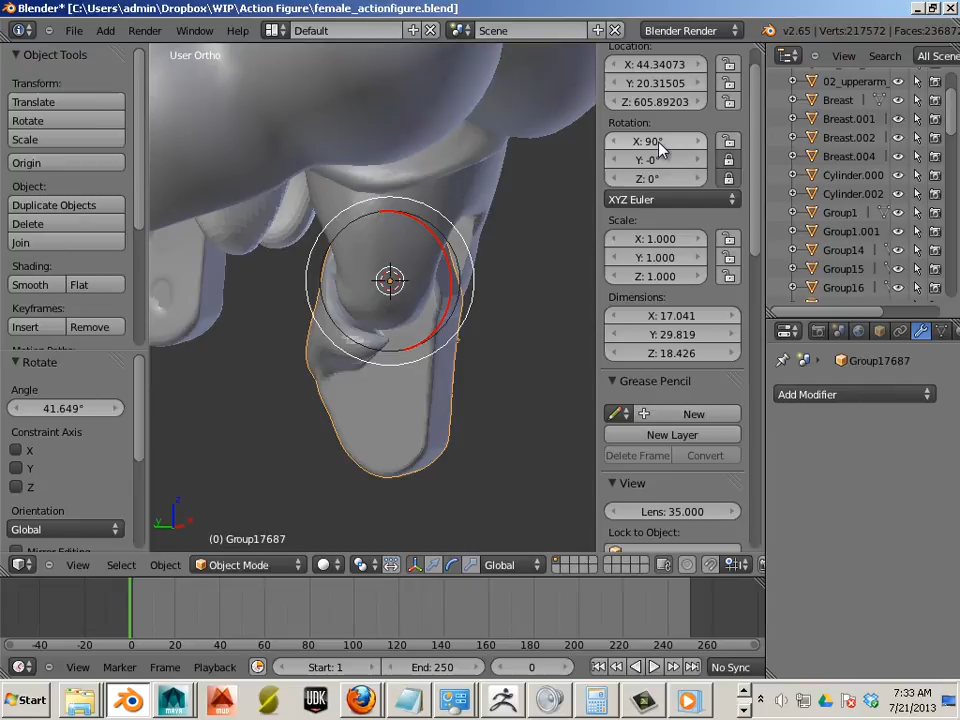 Blender* [C:\Users\admin\Dropbox\WIP\Action Figure\female_actionfigure.blend]
File Add Render Window Help Default Scene Blender Render v2.65 | Verts:217572 | Faces:236872
Object Tools
Transform:
Translate
Rotate
Scale
Origin
Object:
Duplicate Objects
Delete
Join
Shading:
Smooth Flat
Keyframes:
Insert Remove
Rotate
Angle
41.649°
Constraint Axis
X
Y
Z
Orientation
Global
User Ortho
z
y
x
(0) Group17687
Location:
X: 44.34073
Y: 20.31505
Z: 605.89203
Rotation:
X: 90°
Y: -0°
Z: 0°
XYZ Euler
Scale:
X: 1.000
Y: 1.000
Z: 1.000
Dimensions:
X: 17.041
Y: 29.819
Z: 18.426
Grease Pencil
New
New Layer
Delete Frame Convert
View
Lens: 35.000
Lock to Object:
View Search All Scene
02_upperarm_
Breast
Breast.001
Breast.002
Breast.004
Cylinder.000
Cylinder.002
Group1
Group1.001
Group14
Group15
Group16
Group17687
Add Modifier
View Select Object Object Mode Global
-40 -20 0 20 40 60 80 100 120 140 160 180 200 220 240 260
View Marker Frame Playback Start: 1 End: 250 0 No Sync
Start UDK 7:33 AM
7/21/2013